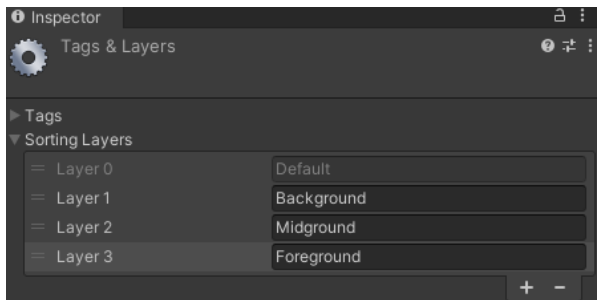 Inspector
Tags & Layers
Tags
Sorting Layers
Layer 0 Default
Layer 1 Background
Layer 2 Midground
Layer 3 Foreground